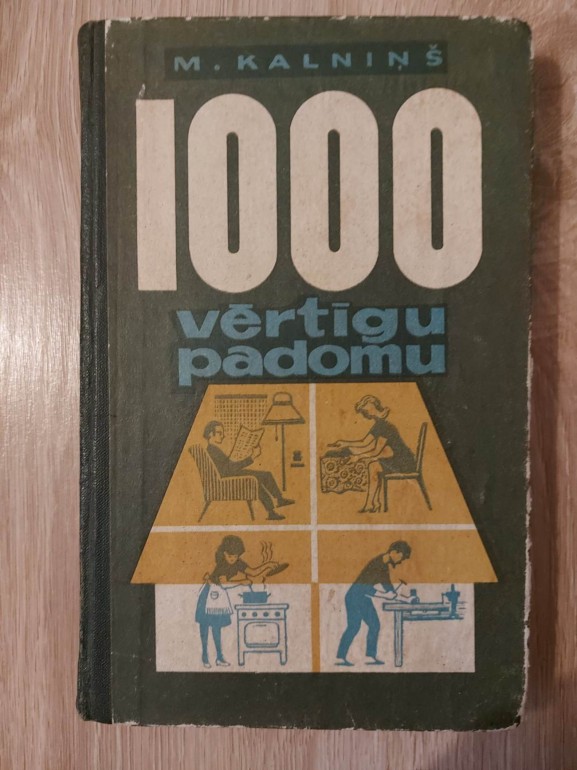 M. KALNIŅŠ
1000
vērtīgu
padomu